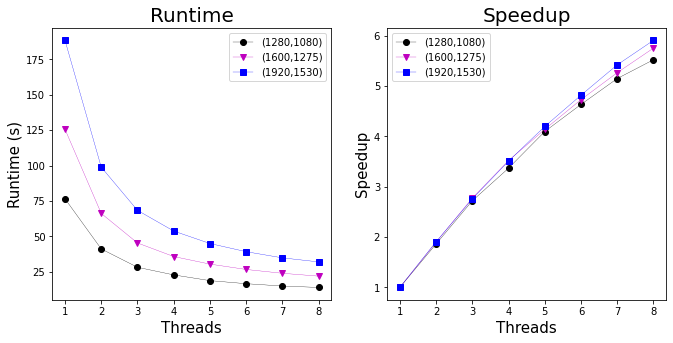 Runtime
Runtime (s)
175
150
125
100
75
50
25
(1280,1080)
(1600,1275)
(1920,1530)
1 2 3 4 5 6 7 8
Threads
Speedup
Speedup
6
5
4
3
2
1
(1280,1080)
(1600,1275)
(1920,1530)
1 2 3 4 5 6 7 8
Threads